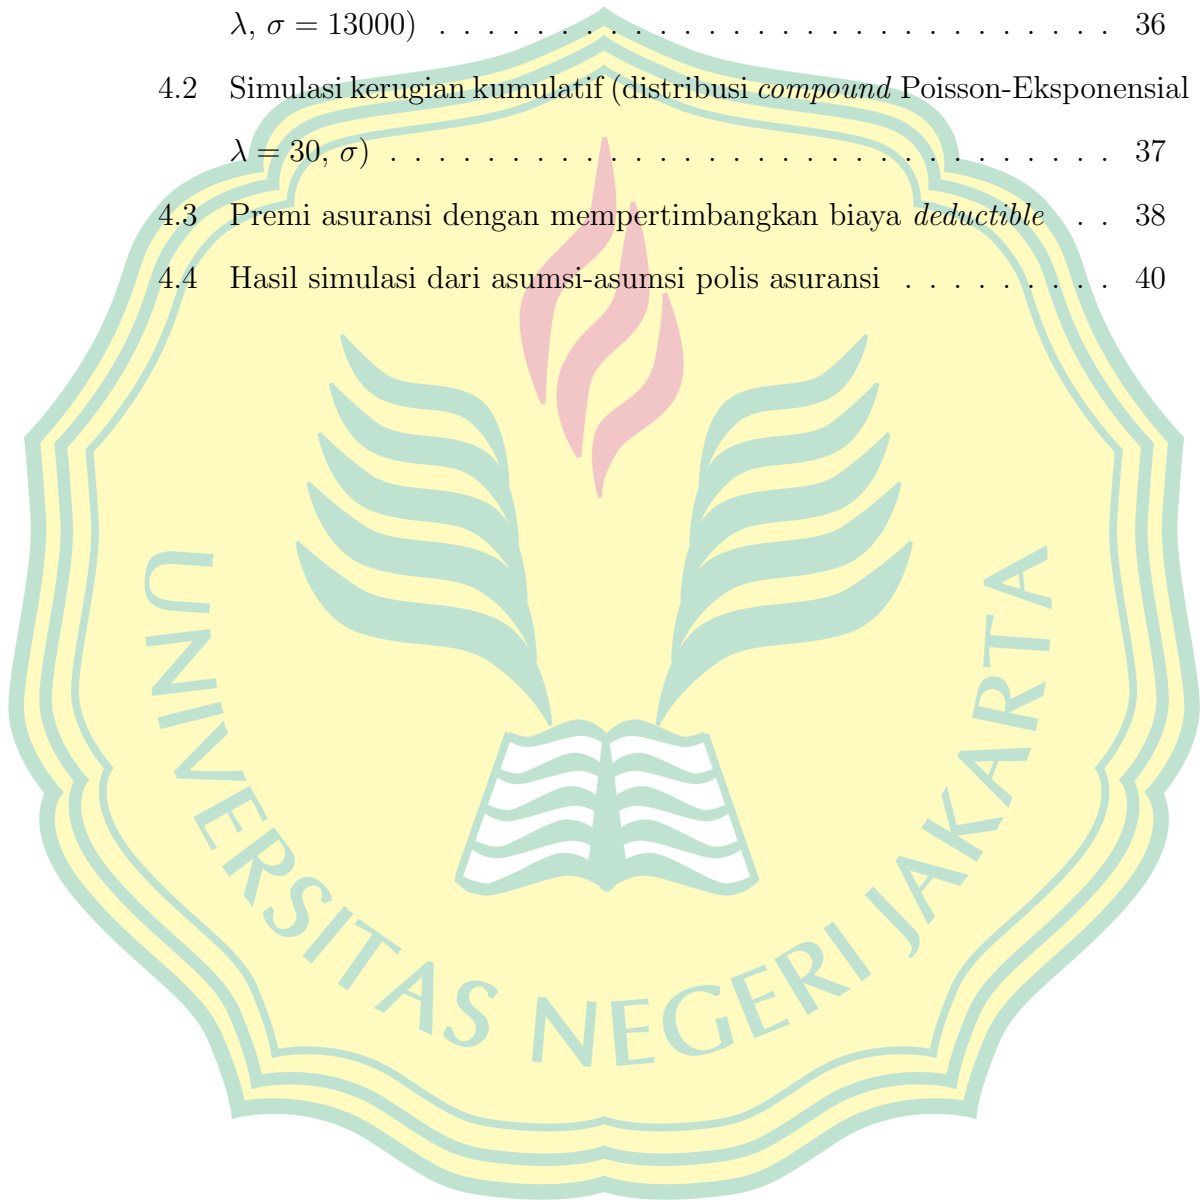 λ, σ = 13000) . . . . . . . . . . . . . . . . . . . . . . . . . . . . 36
4.2 Simulasi kerugian kumulatif (distribusi compound Poisson-Eksponensial
λ = 30, σ) . . . . . . . . . . . . . . . . . . . . . . . . . . . . . . 37
4.3 Premi asuransi dengan mempertimbangkan biaya deductible . . 38
4.4 Hasil simulasi dari asumsi-asumsi polis asuransi . . . . . . . . . 40
UNIVERSITAS NEGERI JAKARTA